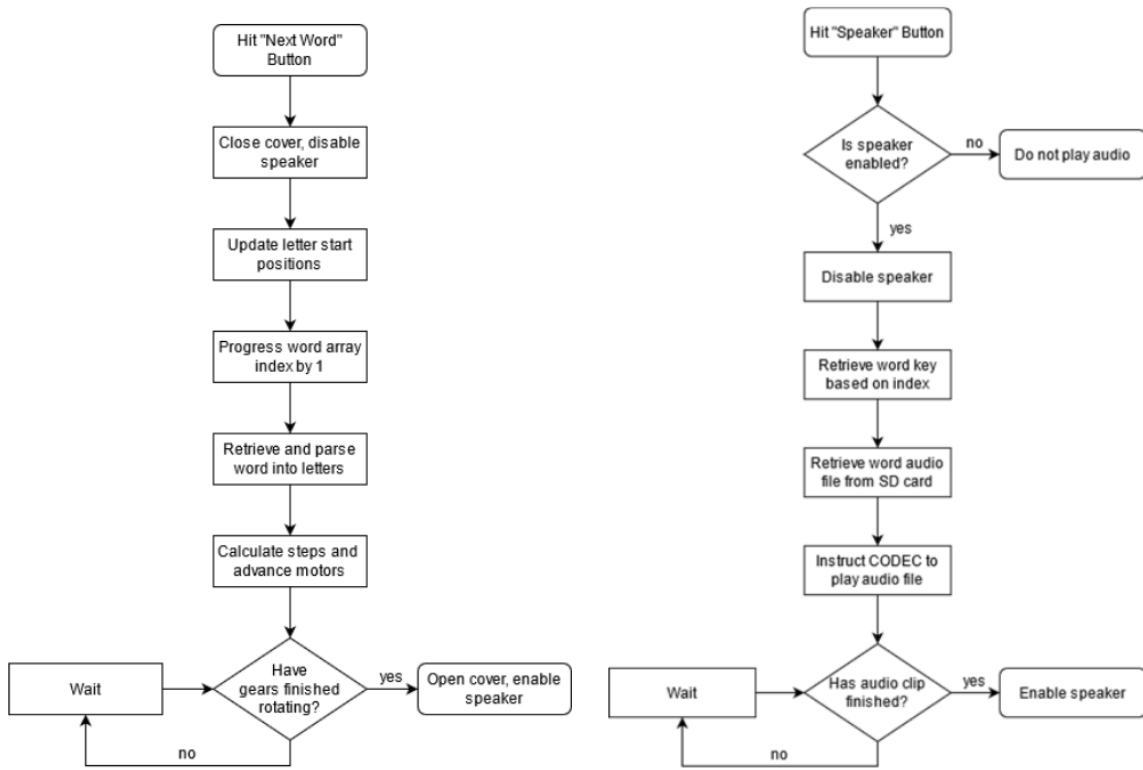 Hit "Next Word"
Button
Close cover, disable
speaker
Update letter start
positions
Progress word array
index by 1
Retrieve and parse
word into letters
Calculate steps and
advance motors
Have
gears finished
rotating?
yes
Open cover, enable
speaker
Wait
no
Hit "Speaker" Button
Is speaker
enabled?
no
Do not play audio
yes
Disable speaker
Retrieve word key
based on index
Retrieve word audio
file from SD card
Instruct CODEC to
play audio file
Has audio clip
finished?
yes
Enable speaker
Wait
no